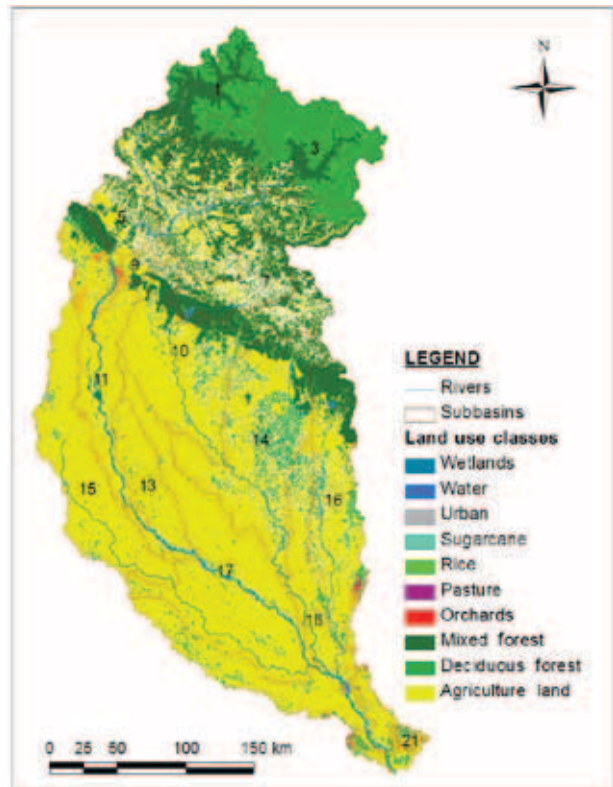 N
1
3
5
9
10
11
14
13
15
16
17
18
21
LEGEND
Rivers
Subbasins
Land use classes
Wetlands
Water
Urban
Sugarcane
Rice
Pasture
Orchards
Mixed forest
Deciduous forest
Agriculture land
0 25 50 100 150 km